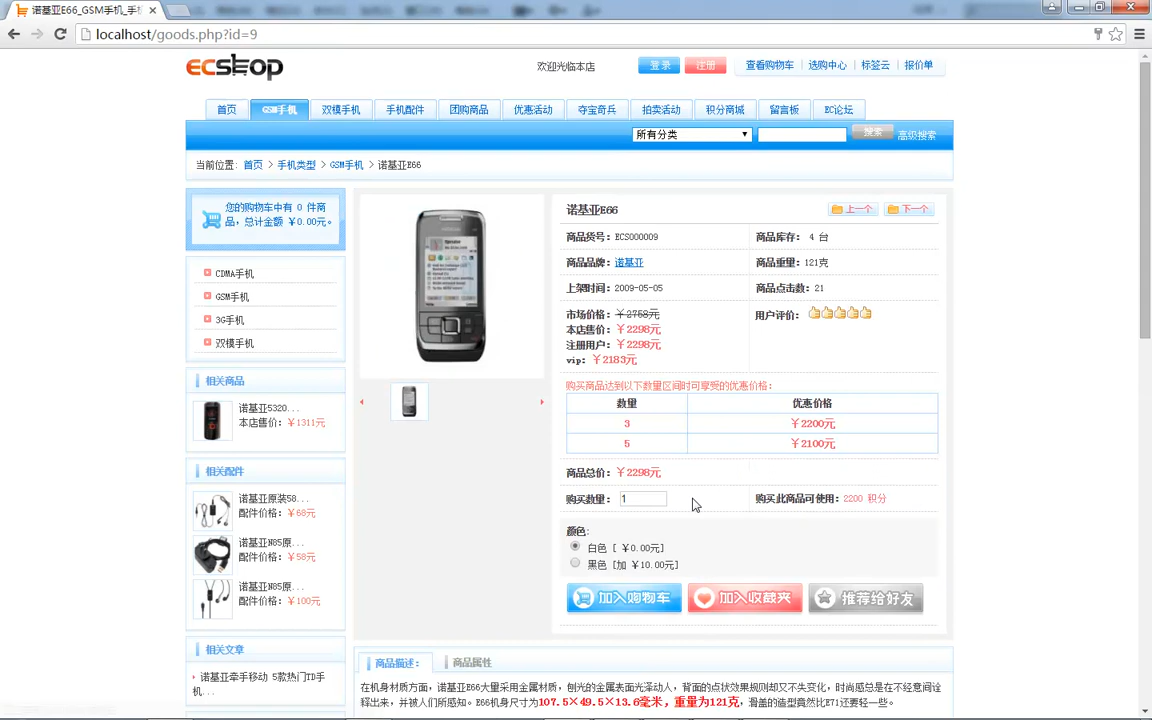 诺基亚E66_GSM手机_手机
localhost/goods.php?id=9
ecshop
欢迎光临本店
登录
注册
查看购物车
选购中心
标签云
报价单
首页
GSM手机
双模手机
手机配件
团购商品
优惠活动
夺宝奇兵
拍卖活动
积分商城
留言板
EC论坛
所有分类
搜索
高级搜索
当前位置: 首页 > 手机类型 > GSM手机 > 诺基亚E66
您的购物车中有 0 件商
品，总计金额 ￥0.00元。
CDMA手机
GSM手机
3G手机
双模手机
相关商品
诺基亚5320...
本店售价：￥1311元
相关配件
诺基亚原装58...
配件价格：￥68元
诺基亚N85原...
配件价格：￥58元
诺基亚N85原...
配件价格：￥100元
相关文章
诺基亚牵手移动 5款热门TD手
机...
诺基亚E66
上一个
下一个
商品货号：ECS000009
商品库存： 4 台
商品品牌：诺基亚
商品重量：121克
上架时间：2009-05-05
商品点击数：21
市场价格：￥2758元
本店售价：￥2298元
注册用户：￥2298元
vip：￥2183元
用户评价：
购买商品达到以下数量区间时可享受的优惠价格：
数量 优惠价格
3 ￥2200元
5 ￥2100元
商品总价：￥2298元
购买数量： 1
购买此商品可使用：2200 积分
颜色:
白色 [ ￥0.00元]
黑色 [加 ￥10.00元]
加入购物车
加入收藏夹
推荐给好友
商品描述：
商品属性
在机身材质方面，诺基亚E66大量采用金属材质，刨光的金属表面光泽动人，背面的点状效果规则却又不失变化，时尚感总是在不经意间诠
释出来，并被人们所感知。E66机身尺寸为107.5×49.5×13.6毫米，重量为121克，滑盖的造型竟然比E71还要轻一些。